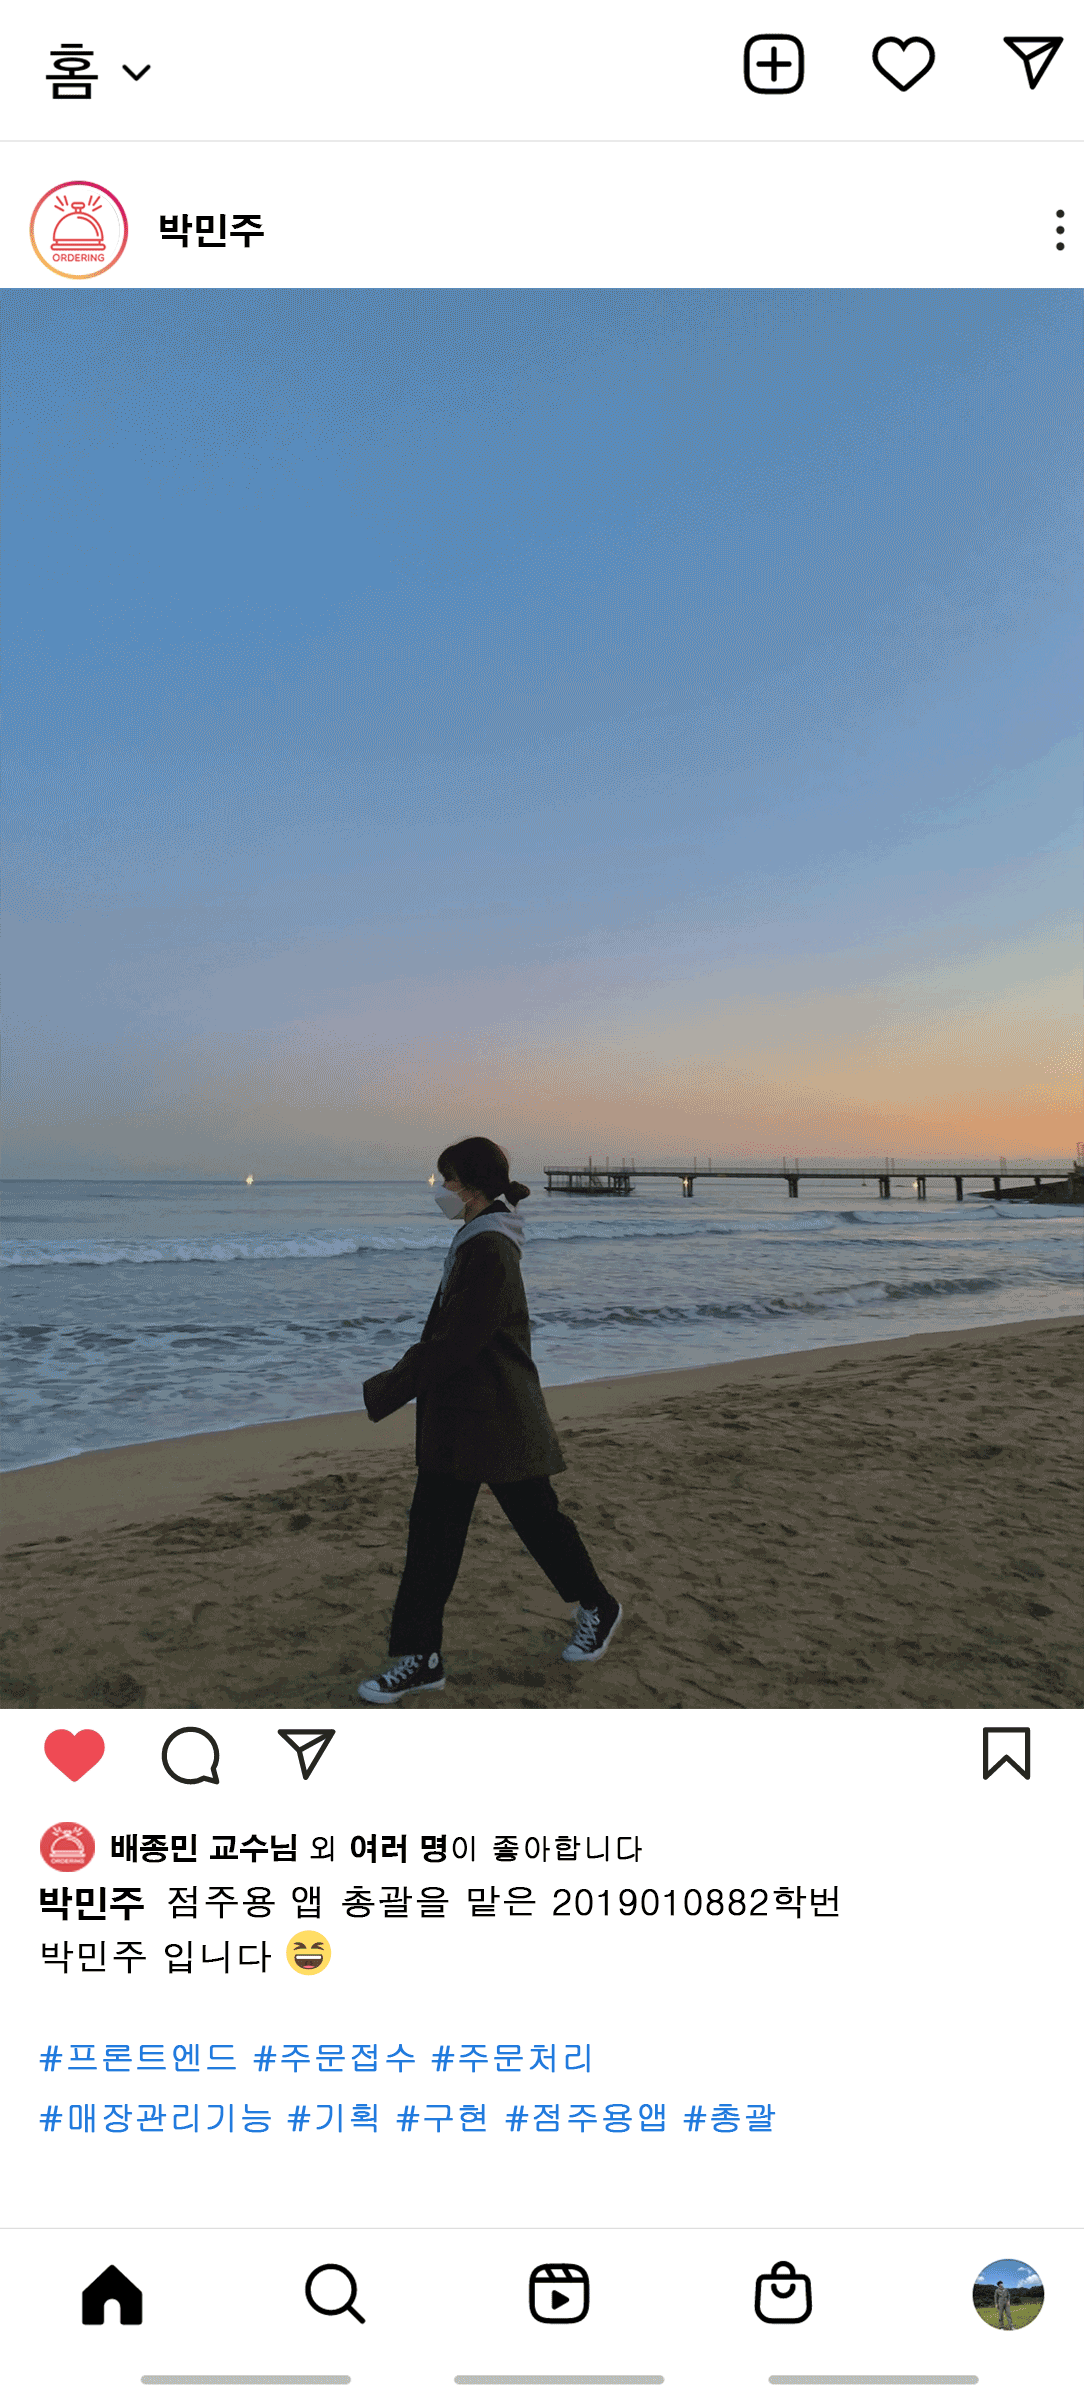 홈
ORDERING
박민주
ORDERING
배종민 교수님 외 여러 명이 좋아합니다
박민주 점주용 앱 총괄을 맡은 2019010882학번
박민주 입니다 😆
#프론트엔드 #주문접수 #주문처리
#매장관리기능 #기획 #구현 #점주용앱 #총괄